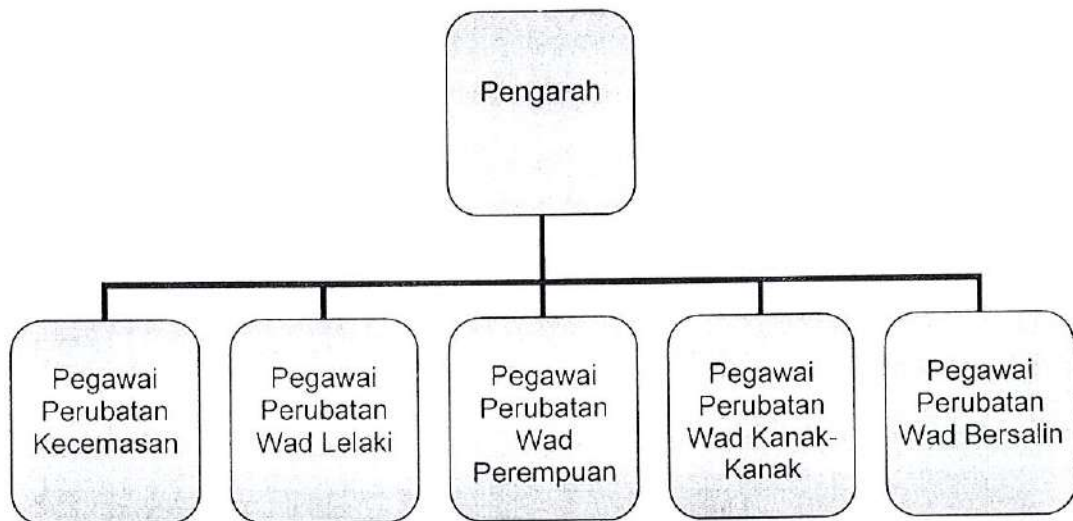 Pengarah
Pegawai
Perubatan
Kecemasan
Pegawai
Perubatan
Wad Lelaki
Pegawai
Perubatan
Wad
Perempuan
Pegawai
Perubatan
Wad Kanak-
Kanak
Pegawai
Perubatan
Wad Bersalin